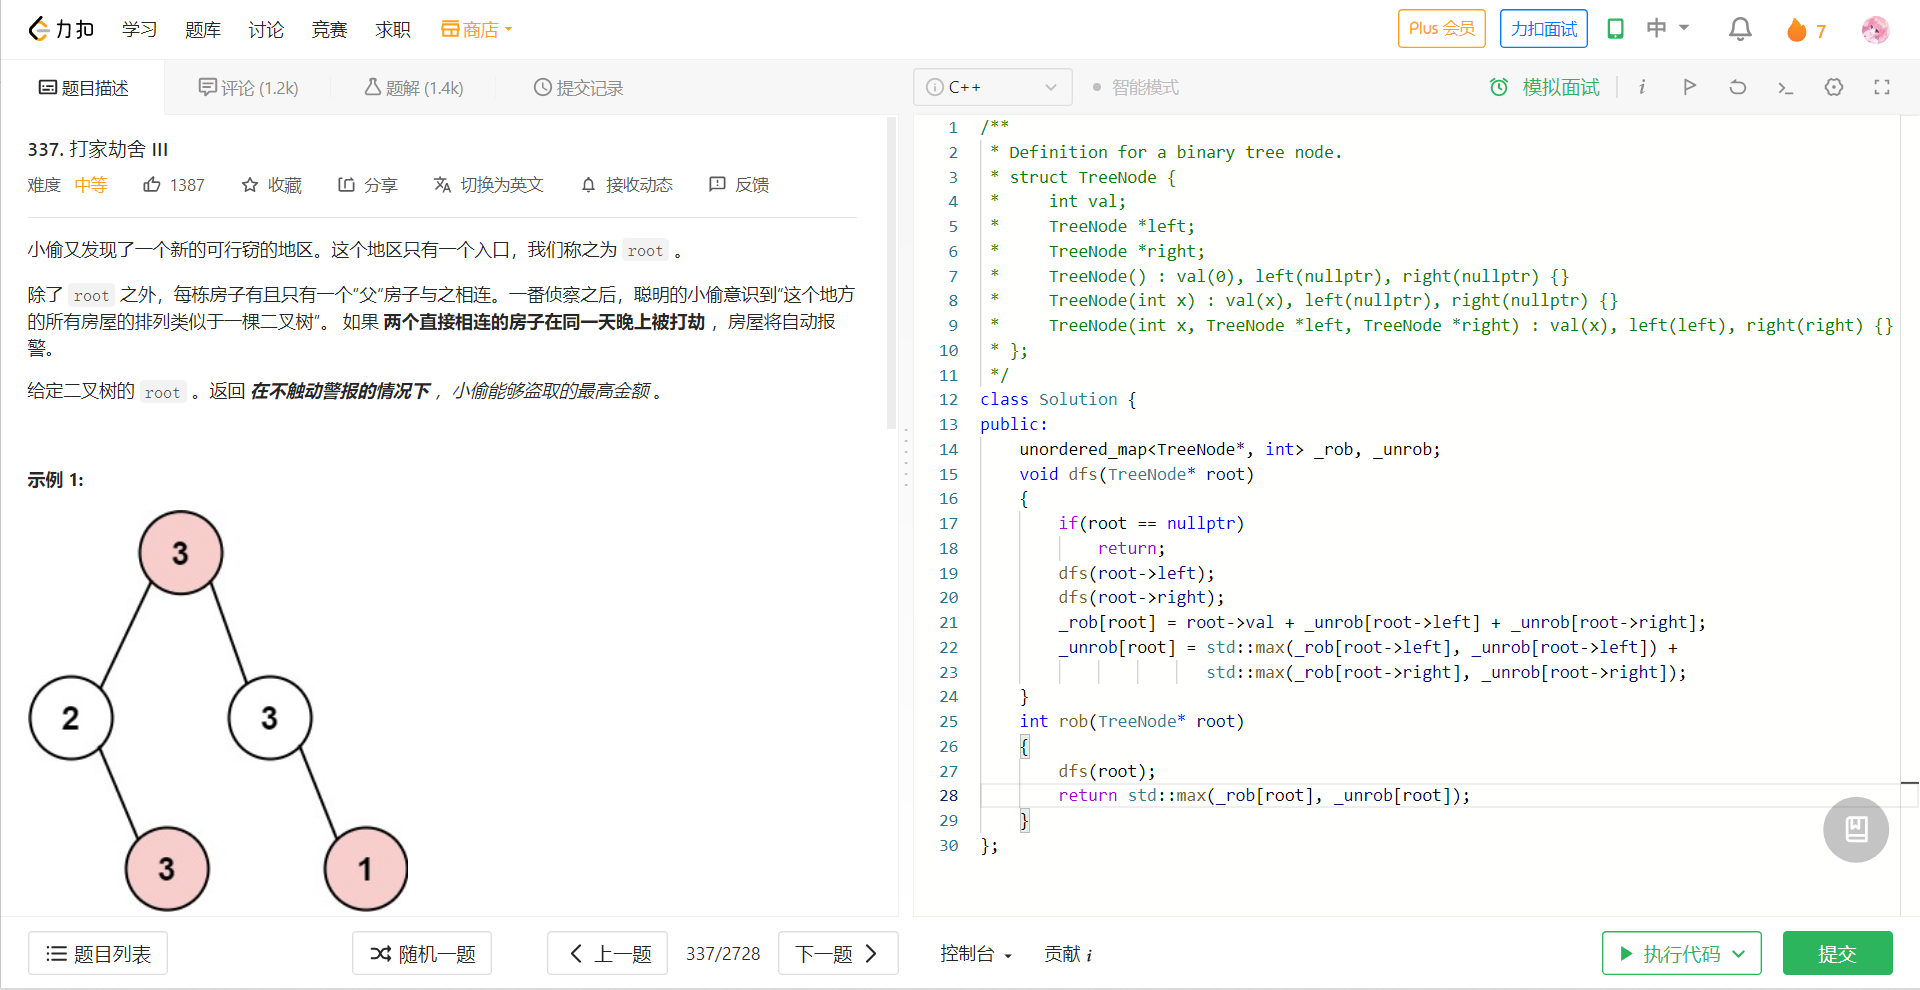 力扣 学习 题库 讨论 竞赛 求职 商店 Plus 会员 力扣面试 中 7
题目描述 评论 (1.2k) 题解 (1.4k) 提交记录
337. 打家劫舍 III
难度 中等 1387 收藏 分享 切换为英文 接收动态 反馈
小偷又发现了一个新的可行窃的地区。这个地区只有一个入口，我们称之为 root 。
除了 root 之外，每栋房子有且只有一个“父”房子与之相连。一番侦察之后，聪明的小偷意识到“这个地方
的所有房屋的排列类似于一棵二叉树”。 如果 两个直接相连的房子在同一天晚上被打劫 ，房屋将自动报
警。
给定二叉树的 root 。返回 在不触动警报的情况下 ，小偷能够盗取的最高金额 。
示例 1:
3
2 3
3 1
题目列表 随机一题 上一题 337/2728 下一题
C++ 智能模式 模拟面试 i
1 /**
2  * Definition for a binary tree node.
3  * struct TreeNode {
4  *     int val;
5  *     TreeNode *left;
6  *     TreeNode *right;
7  *     TreeNode() : val(0), left(nullptr), right(nullptr) {}
8  *     TreeNode(int x) : val(x), left(nullptr), right(nullptr) {}
9  *     TreeNode(int x, TreeNode *left, TreeNode *right) : val(x), left(left), right(right) {}
10  * };
11  */
12 class Solution {
13 public:
14     unordered_map<TreeNode*, int> _rob, _unrob;
15     void dfs(TreeNode* root)
16     {
17         if(root == nullptr)
18             return;
19         dfs(root->left);
20         dfs(root->right);
21         _rob[root] = root->val + _unrob[root->left] + _unrob[root->right];
22         _unrob[root] = std::max(_rob[root->left], _unrob[root->left]) +
23                        std::max(_rob[root->right], _unrob[root->right]);
24     }
25     int rob(TreeNode* root)
26     {
27         dfs(root);
28         return std::max(_rob[root], _unrob[root]);
29     }
30 };
控制台 贡献 i 执行代码 提交